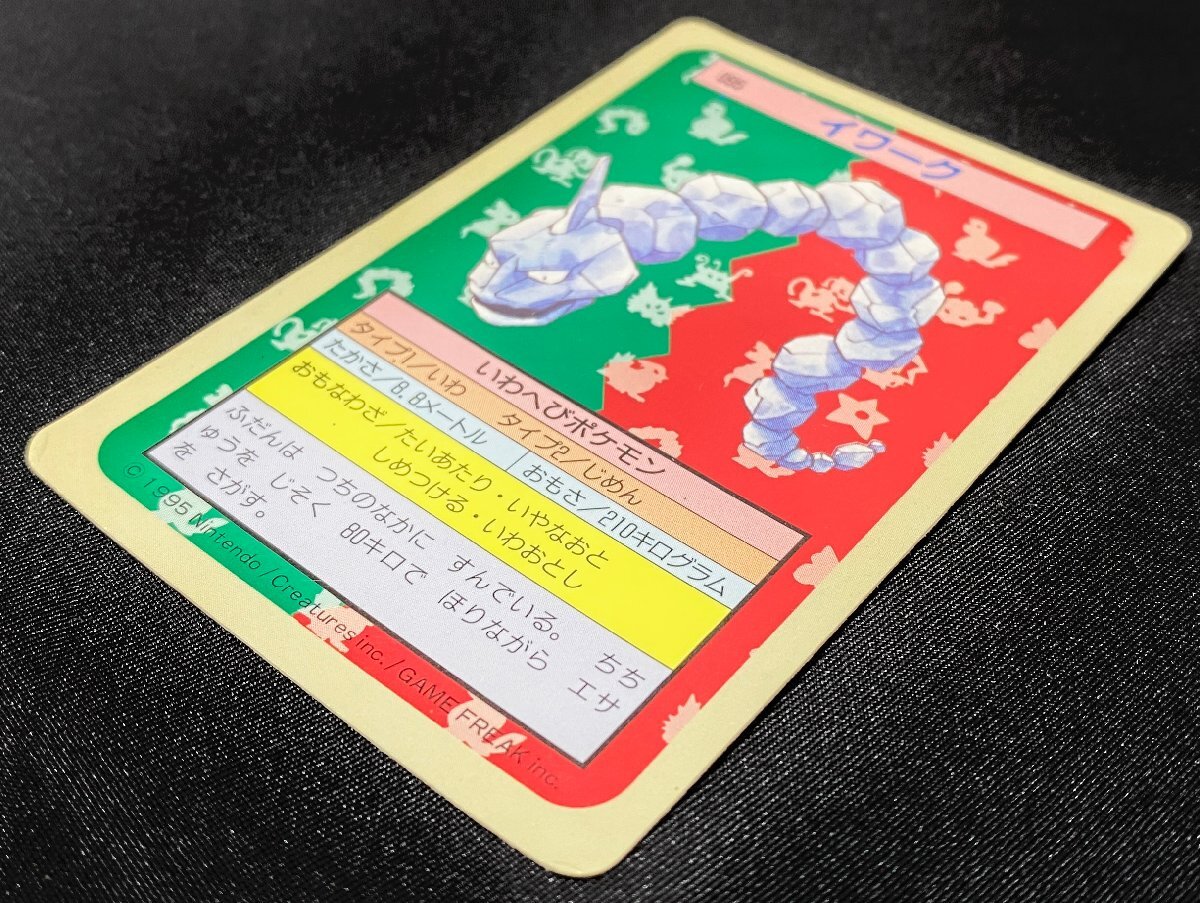 095 イワーク
いわへびポケモン
タイプ1/いわ タイプ2/じめん
たかさ/8.8メートル おもさ/210キログラム
おもなわざ/たいあたり・いやなおと
しめつける・いわおとし
ふだんは つちのなかに すんでいる。 ちち
ゅうを じそく 80キロで ほりながら エサ
を さがす。
© 1995 Nintendo/Creatures inc./GAME FREAK inc.